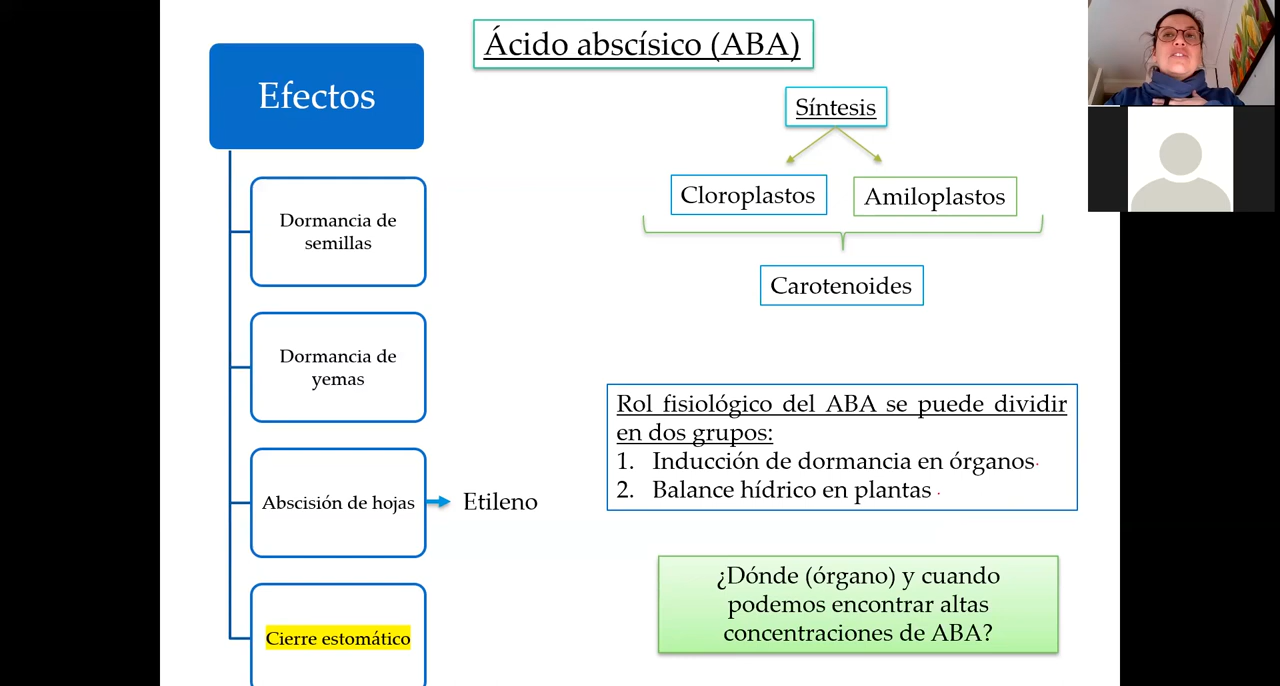 Ácido abscísico (ABA)
Efectos
Dormancia de
semillas
Dormancia de
yemas
Abscisión de hojas
Etileno
Cierre estomático
Síntesis
Cloroplastos
Amiloplastos
Carotenoides
Rol fisiológico del ABA se puede dividir
en dos grupos:
1. Inducción de dormancia en órganos
2. Balance hídrico en plantas
¿Dónde (órgano) y cuando
podemos encontrar altas
concentraciones de ABA?